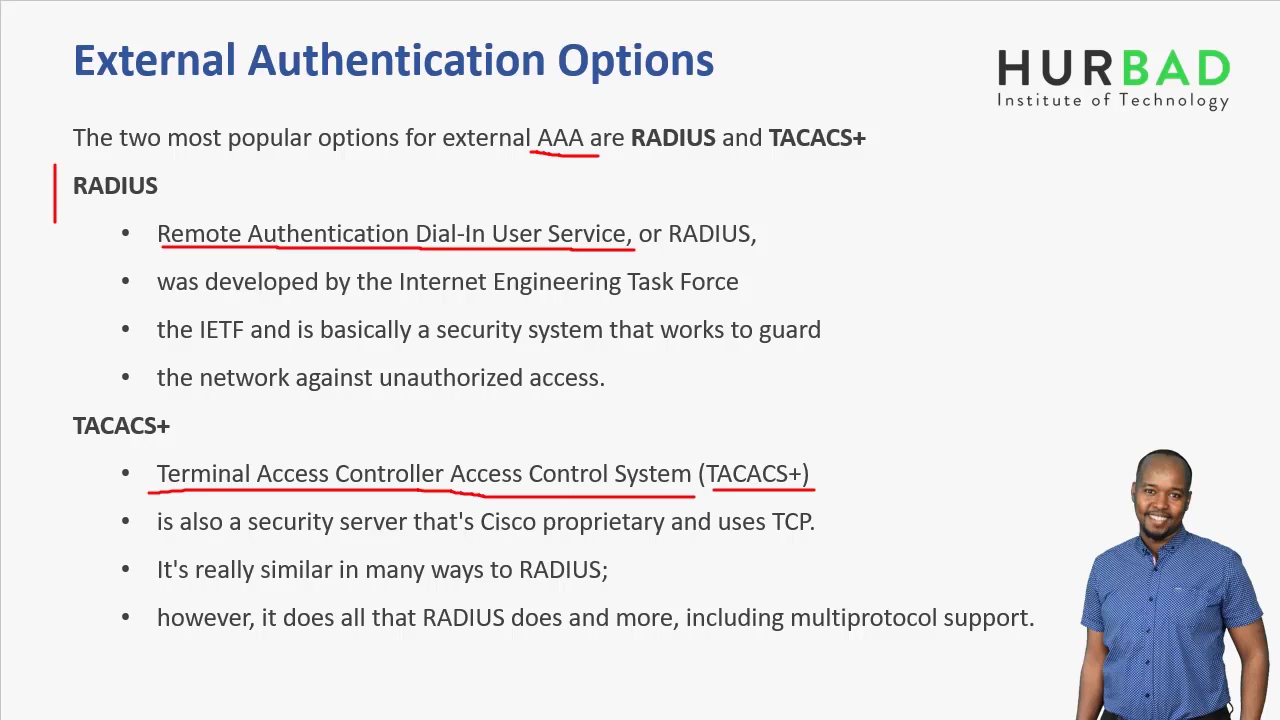 External Authentication Options
HURBAD
Institute of Technology
The two most popular options for external AAA are RADIUS and TACACS+
RADIUS
• Remote Authentication Dial-In User Service, or RADIUS,
• was developed by the Internet Engineering Task Force
• the IETF and is basically a security system that works to guard
• the network against unauthorized access.
TACACS+
• Terminal Access Controller Access Control System (TACACS+)
• is also a security server that's Cisco proprietary and uses TCP.
• It's really similar in many ways to RADIUS;
• however, it does all that RADIUS does and more, including multiprotocol support.